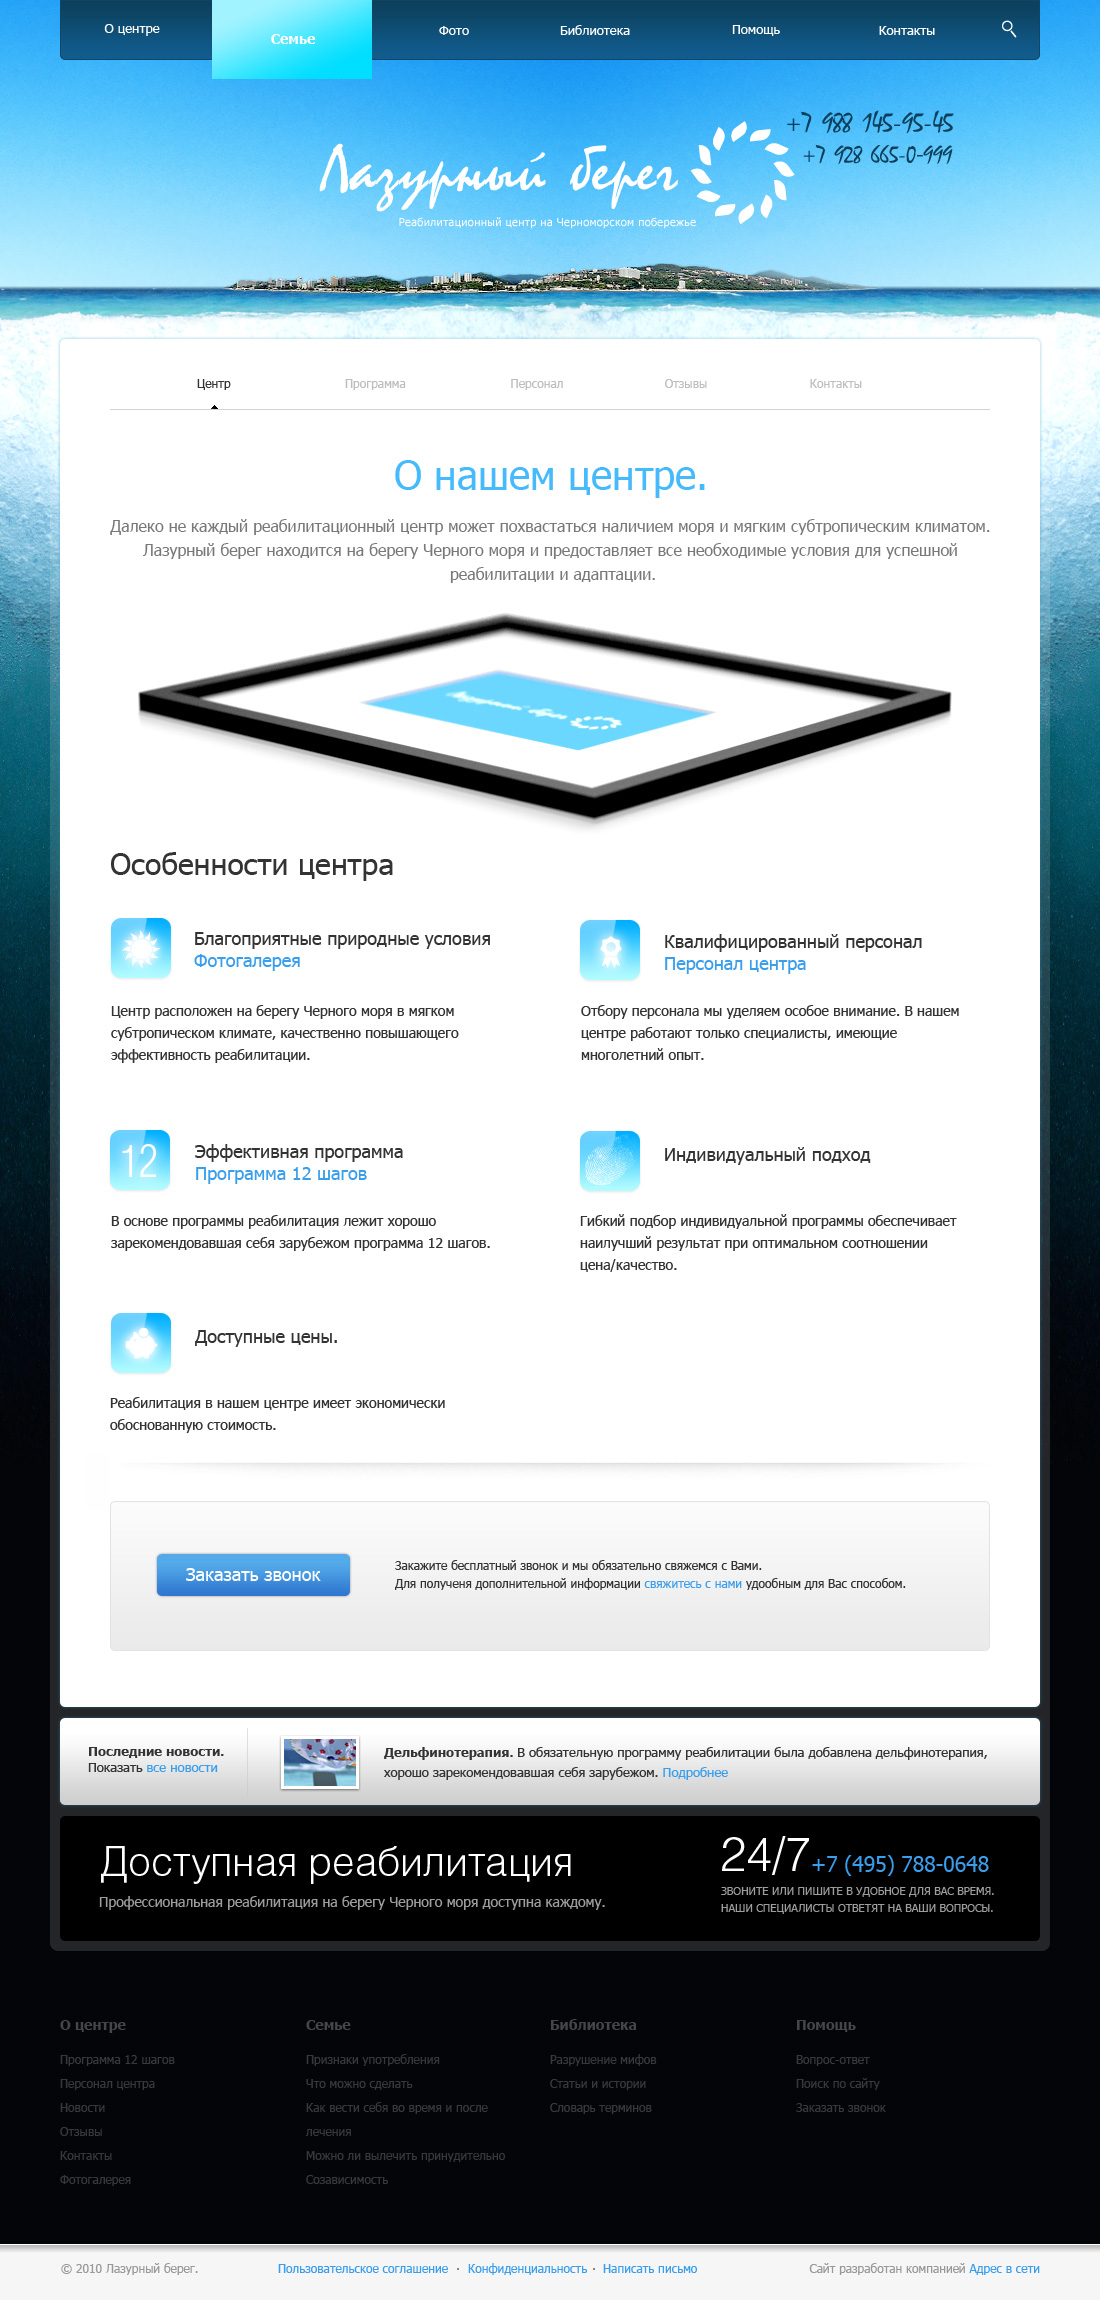 О центре
Семье
Фото
Библиотека
Помощь
Контакты
+7 988 145-95-45
+7 928 665-0-999
Лазурный берег
Реабилитационный центр на Черноморском побережье
Центр
Программа
Персонал
Отзывы
Контакты
О нашем центре.
Далеко не каждый реабилитационный центр может похвастаться наличием моря и мягким субтропическим климатом.
Лазурный берег находится на берегу Черного моря и предоставляет все необходимые условия для успешной
реабилитации и адаптации.
Лазурный берег
Особенности центра
Благоприятные природные условия
Фотогалерея
Центр расположен на берегу Черного моря в мягком
субтропическом климате, качественно повышающего
эффективность реабилитации.
Квалифицированный персонал
Персонал центра
Отбору персонала мы уделяем особое внимание. В нашем
центре работают только специалисты, имеющие
многолетний опыт.
12
Эффективная программа
Программа 12 шагов
В основе программы реабилитация лежит хорошо
зарекомендовавшая себя зарубежом программа 12 шагов.
Индивидуальный подход
Гибкий подбор индивидуальной программы обеспечивает
наилучший результат при оптимальном соотношении
цена/качество.
Доступные цены.
Реабилитация в нашем центре имеет экономически
обоснованную стоимость.
Заказать звонок
Закажите бесплатный звонок и мы обязательно свяжемся с Вами.
Для полученя дополнительной информации свяжитесь с нами удообным для Вас способом.
Последние новости.
Показать все новости
Дельфинотерапия. В обязательную программу реабилитации была добавлена дельфинотерапия,
хорошо зарекомендовавшая себя зарубежом. Подробнее
Доступная реабилитация
Профессиональная реабилитация на берегу Черного моря доступна каждому.
24/7 +7 (495) 788-0648
ЗВОНИТЕ ИЛИ ПИШИТЕ В УДОБНОЕ ДЛЯ ВАС ВРЕМЯ.
НАШИ СПЕЦИАЛИСТЫ ОТВЕТЯТ НА ВАШИ ВОПРОСЫ.
О центре
Программа 12 шагов
Персонал центра
Новости
Отзывы
Контакты
Фотогалерея
Семье
Признаки употребления
Что можно сделать
Как вести себя во время и после
лечения
Можно ли вылечить принудительно
Созависимость
Библиотека
Разрушение мифов
Статьи и истории
Словарь терминов
Помощь
Вопрос-ответ
Поиск по сайту
Заказать звонок
© 2010 Лазурный берег.
Пользовательское соглашение · Конфиденциальность · Написать письмо
Сайт разработан компанией Адрес в сети